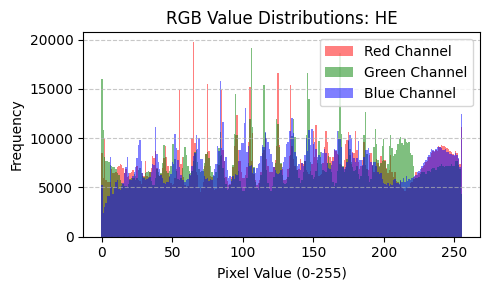 RGB Value Distributions: HE
20000
15000
10000
5000
0
Frequency
Red Channel
Green Channel
Blue Channel
0 50 100 150 200 250
Pixel Value (0-255)